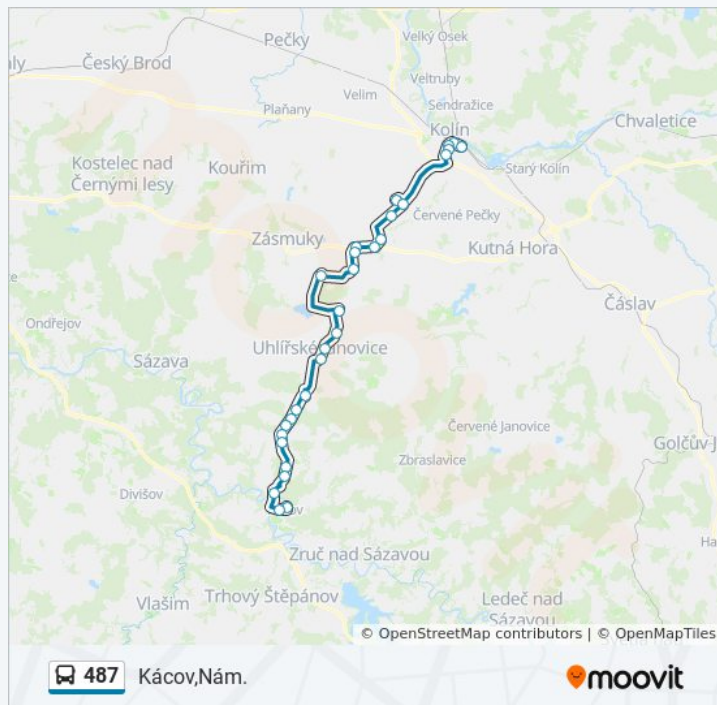 Pečky
Velký Osek
Český Brod
aly
Veltruby
Velim
Sendražice
Plaňany
Chvaletice
Kolín
Kostelec nad
Černými lesy
Kouřim
Starý Kolín
Červené Pečky
Zásmuky
Kutná Hora
Čáslav
Ondřejov
Uhlířské Janovice
Sázava
Červené Janovice
Golčův J
Zbraslavice
Divišov
ov
Ha
Zruč nad Sázavou
Vlašim
Trhový Štěpánov
Ledeč nad
Sázavou
© OpenStreetMap contributors | © OpenMapTiles
487 Kácov,Nám.
moovit